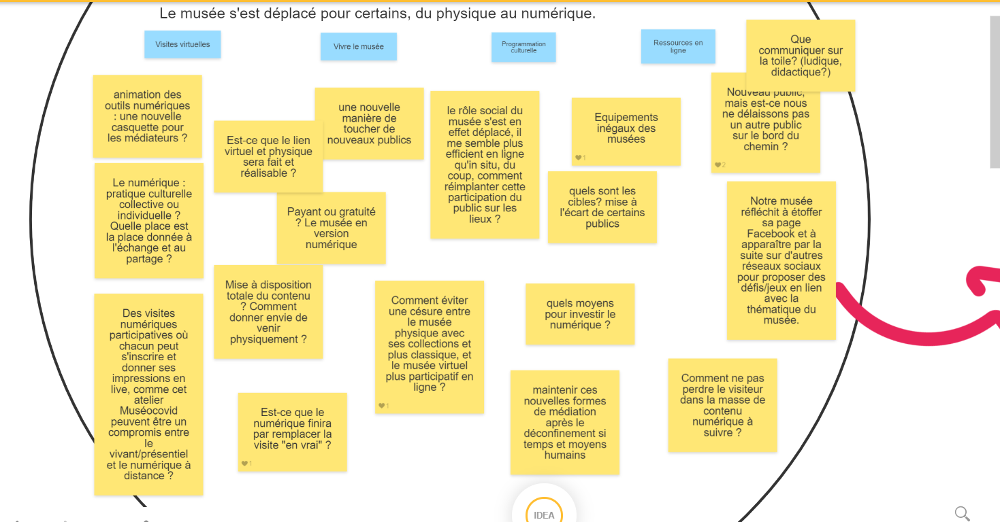 Le musée s'est déplacé pour certains, du physique au numérique.
Visites virtuelles
Vivre le musée
Programmation
culturelle
Ressources en
ligne
Que
communiquer sur
la toile? (ludique,
didactique?)
animation des
outils numériques
: une nouvelle
casquette pour
les médiateurs ?
une nouvelle
manière de
toucher de
nouveaux publics
le rôle social du
musée s'est en
effet déplacé, il
me semble plus
efficient en ligne
qu'in situ, du
coup, comment
réimplanter cette
participation du
public sur les
lieux ?
Equipements
inégaux des
musées
1
Nouveau public,
mais est-ce nous
ne délaissons pas
un autre public
sur le bord du
chemin ?
2
Est-ce que le lien
virtuel et physique
sera fait et
réalisable ?
Le numérique :
pratique culturelle
collective ou
individuelle ?
Quelle place est
la place donnée à
l'échange et au
partage ?
Payant ou gratuité
? Le musée en
version
numérique
quels sont les
cibles? mise à
l'écart de certains
publics
Notre musée
réfléchit à étoffer
sa page
Facebook et à
apparaître par la
suite sur d'autres
réseaux sociaux
pour proposer des
défis/jeux en lien
avec la
thématique du
musée.
Mise à disposition
totale du contenu
? Comment
donner envie de
venir
physiquement ?
Des visites
numériques
participatives où
chacun peut
s'inscrire et
donner ses
impressions en
live, comme cet
atelier
Muséocovid
peuvent être un
compromis entre
le
vivant/présentiel
et le numérique à
distance ?
Comment éviter
une césure entre
le musée
physique avec
ses collections et
plus classique, et
le musée virtuel
plus participatif en
ligne ?
1
quels moyens
pour investir le
numérique ?
Est-ce que le
numérique finira
par remplacer la
visite "en vrai" ?
1
maintenir ces
nouvelles formes
de médiation
après le
déconfinement si
temps et moyens
humains
Comment ne pas
perdre le visiteur
dans la masse de
contenu
numérique à
suivre ?
IDEA